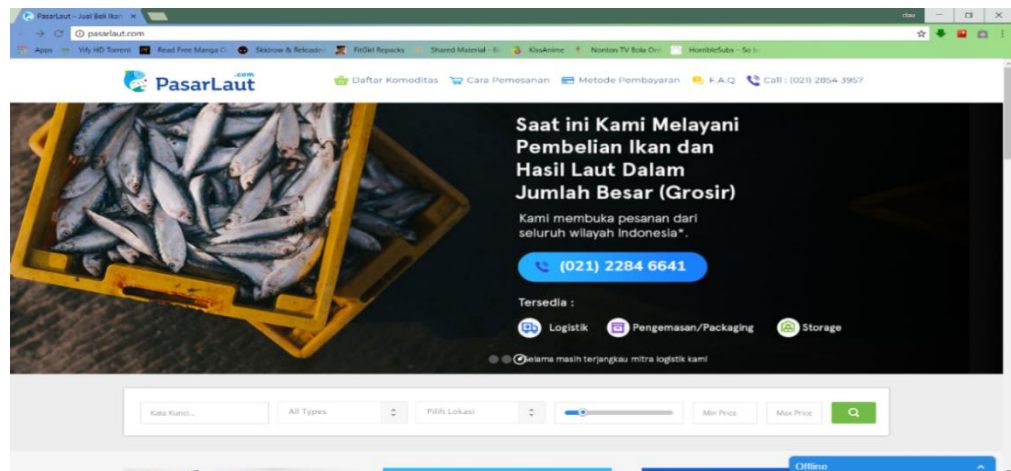 PasarLaut – Jual Beli Ikan
clau
pasarlaut.com
Apps
Yify HD Torrent
Read Free Manga O
Skidrow & Reloaded
FitGirl Repacks
Shared Material - B
KissAnime
Nonton TV Bola Onl
HorribleSubs - So
PasarLaut.com
Daftar Komoditas
Cara Pemesanan
Metode Pembayaran
F.A.Q
Call : (021) 2854 3957
Saat ini Kami Melayani
Pembelian Ikan dan
Hasil Laut Dalam
Jumlah Besar (Grosir)
Kami membuka pesanan dari
seluruh wilayah Indonesia*.
(021) 2284 6641
Tersedia :
Logistik
Pengemasan/Packaging
Storage
selama masih terjangkau mitra logistik kami
Kata Kunci...
All Types
Pilih Lokasi
Min Price
Max Price
Offline